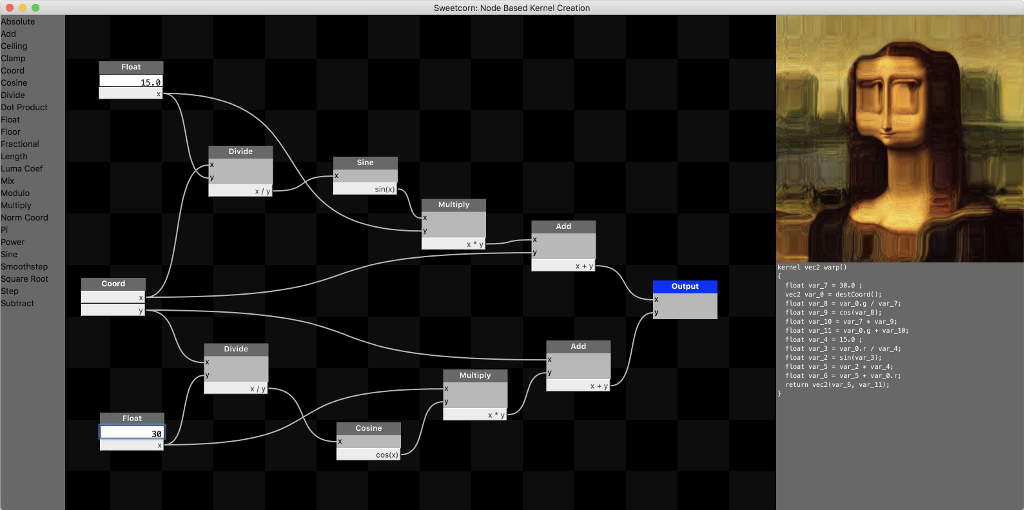 Sweetcorn: Node Based Kernel Creation
Absolute
Add
Ceiling
Clamp
Coord
Cosine
Divide
Dot Product
Float
Floor
Fractional
Length
Luma Coef
Mix
Modulo
Multiply
Norm Coord
Pi
Power
Sine
Smoothstep
Square Root
Step
Subtract
Float
15.0
x
Divide
x
y
x / y
Sine
x
sin(x)
Multiply
x
y
x * y
Add
x
y
x + y
Coord
x
y
Output
x
y
Divide
x
y
x / y
Float
30
x
Cosine
x
cos(x)
Multiply
x
y
x * y
Add
x
y
x + y
kernel vec2 warp()
{
float var_7 = 30.0 ;
vec2 var_0 = destCoord();
float var_8 = var_0.g / var_7;
float var_9 = cos(var_8);
float var_10 = var_7 * var_9;
float var_11 = var_0.g + var_10;
float var_4 = 15.0 ;
float var_3 = var_0.r / var_4;
float var_2 = sin(var_3);
float var_5 = var_2 * var_4;
float var_6 = var_5 + var_0.r;
return vec2(var_6, var_11);
}